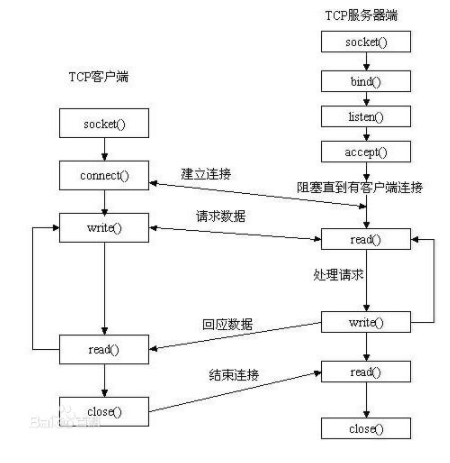 TCP服务器端
socket()
bind()
TCP客户端
listen()
socket()
accept()
建立连接
connect()
阻塞直到有客户端连接
请求数据
write()
read()
处理请求
回应数据
write()
read()
结束连接
read()
close()
close()